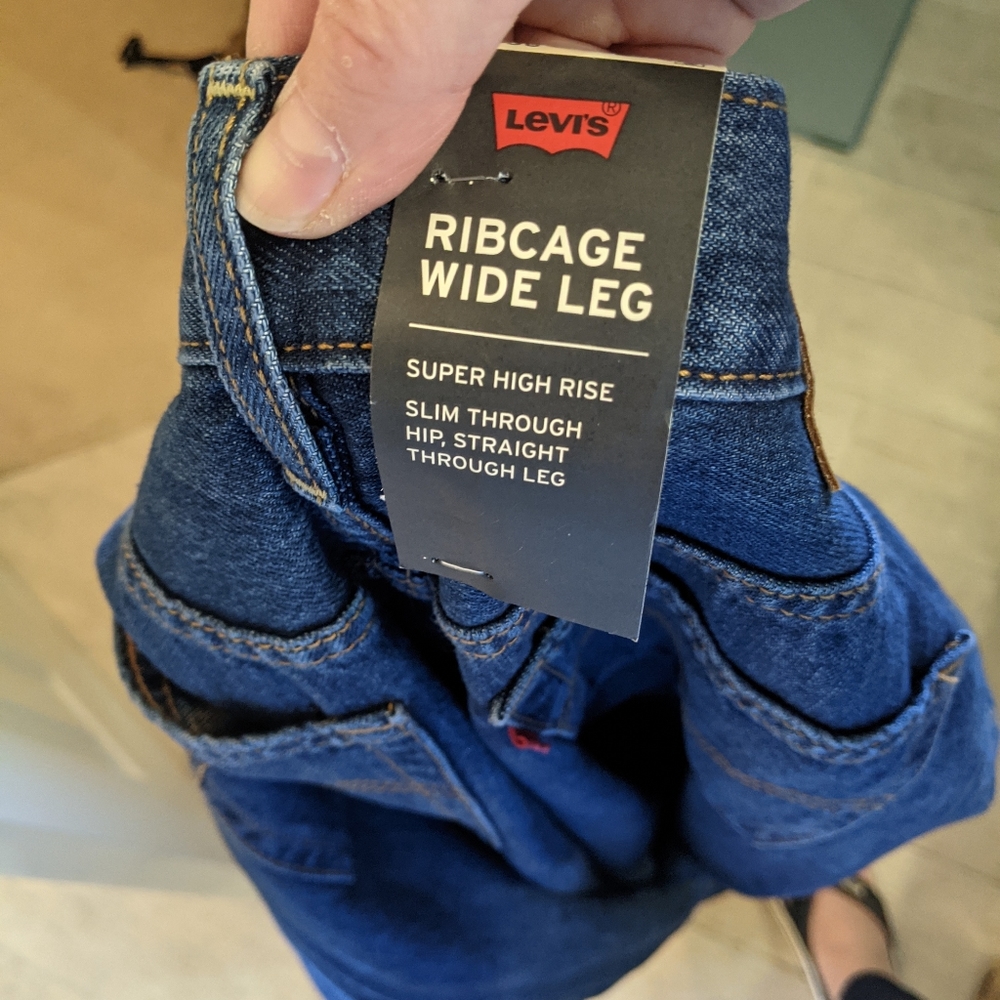 LEVI'S®
RIBCAGE
WIDE LEG
SUPER HIGH RISE
SLIM THROUGH
HIP, STRAIGHT
THROUGH LEG